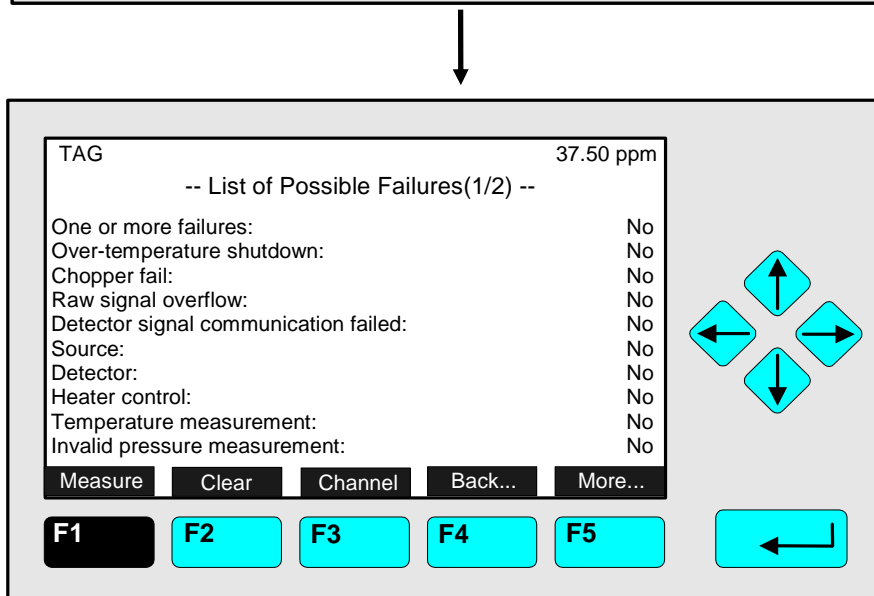 TAG 37.50 ppm
-- List of Possible Failures(1/2) --
One or more failures: No
Over-temperature shutdown: No
Chopper fail: No
Raw signal overflow: No
Detector signal communication failed: No
Source: No
Detector: No
Heater control: No
Temperature measurement: No
Invalid pressure measurement: No
Measure Clear Channel Back... More...
F1 F2 F3 F4 F5